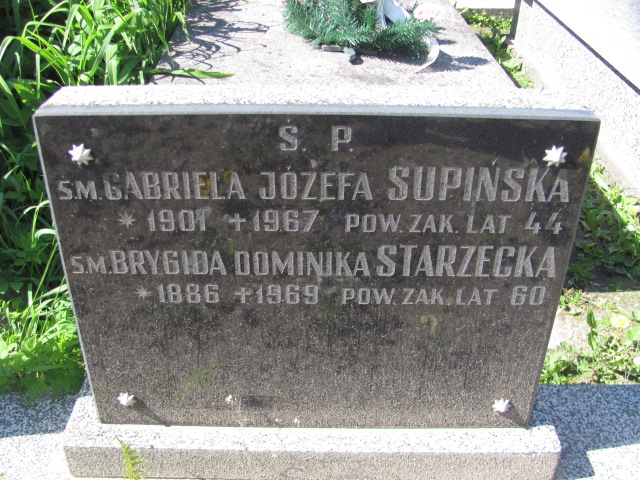 S. P.
S.M. GABRIELA JÓZEFA SUPIŃSKA
* 1901 + 1967 POW. ZAK. LAT 44
S.M. BRYGIDA DOMINIKA STARZECKA
* 1886 + 1969 POW. ZAK. LAT 60